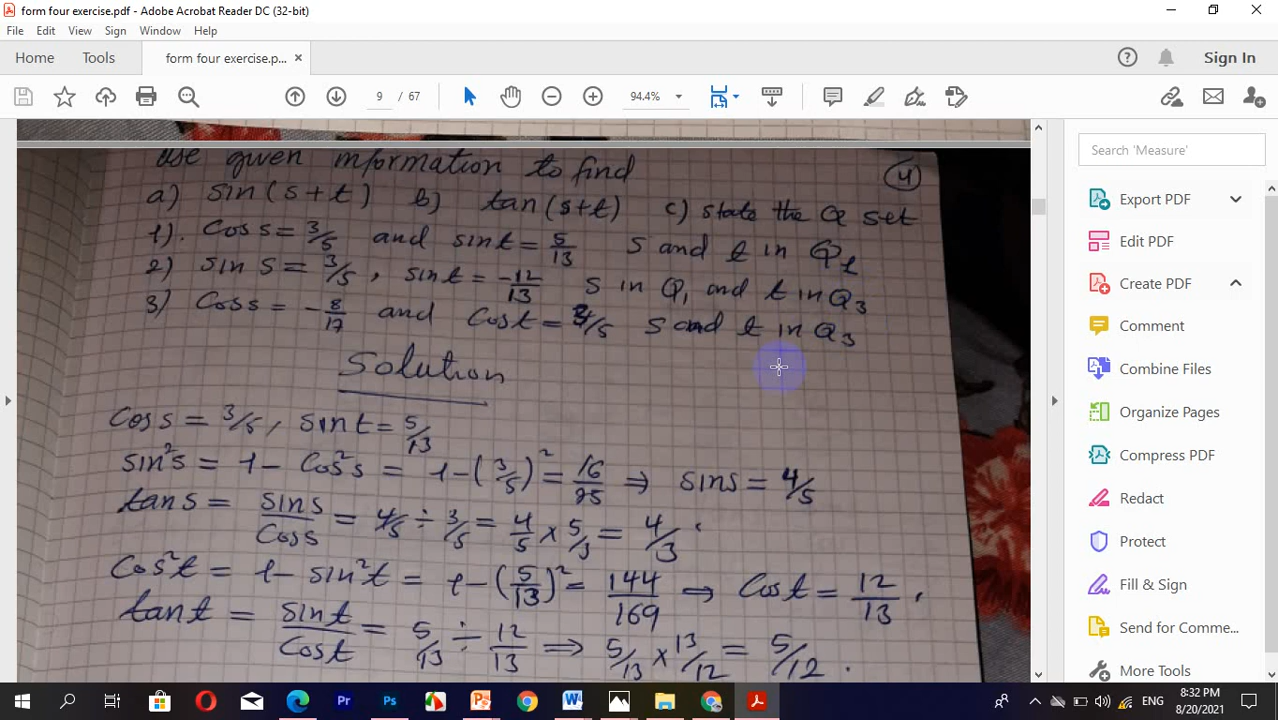 form four exercise.pdf - Adobe Acrobat Reader DC (32-bit)
File Edit View Sign Window Help
Home Tools form four exercise.p... × Sign In
9 / 67 94.4%
Use given information to find (4)
a) sin(s+t) b) tan(s+t) c) state the Q set
1). Cos s = 3/5 and sin t = 5/13 s and t in Q1
2) sin s = 3/5, sin t = -12/13 s in Q1 and t in Q3
3) Cos s = -8/17 and Cos t = /5 s and t in Q3
Solution
Cos s = 3/5, sin t = 5/13
sin²s = 1 - Cos²s = 1-(3/5)² = 16/25 ⇒ sin s = 4/5
tan s = sin s/Cos s = 4/5 ÷ 3/5 = 4/5 × 5/3 = 4/3.
Cos²t = 1 - sin²t = 1-(5/13)² = 144/169 ⇒ Cos t = 12/13.
tan t = sin t/Cos t = 5/13 ÷ 12/13 ⇒ 5/13 × 13/12 = 5/12.
Search 'Measure'
Export PDF
Edit PDF
Create PDF
Comment
Combine Files
Organize Pages
Compress PDF
Redact
Protect
Fill & Sign
Send for Comme...
More Tools
Pr Ps ENG 8:32 PM
8/20/2021